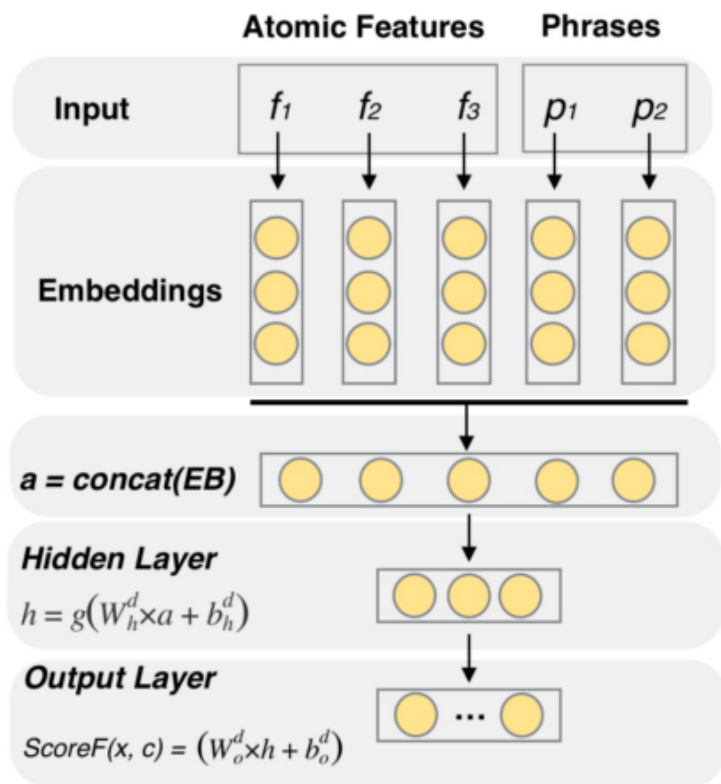 Atomic Features Phrases
Input f₁ f₂ f₃ p₁ p₂
Embeddings
a = concat(EB)
Hidden Layer
h = g(W_h^d×a + b_h^d)
Output Layer
...
ScoreF(x, c) = (W_o^d×h + b_o^d)